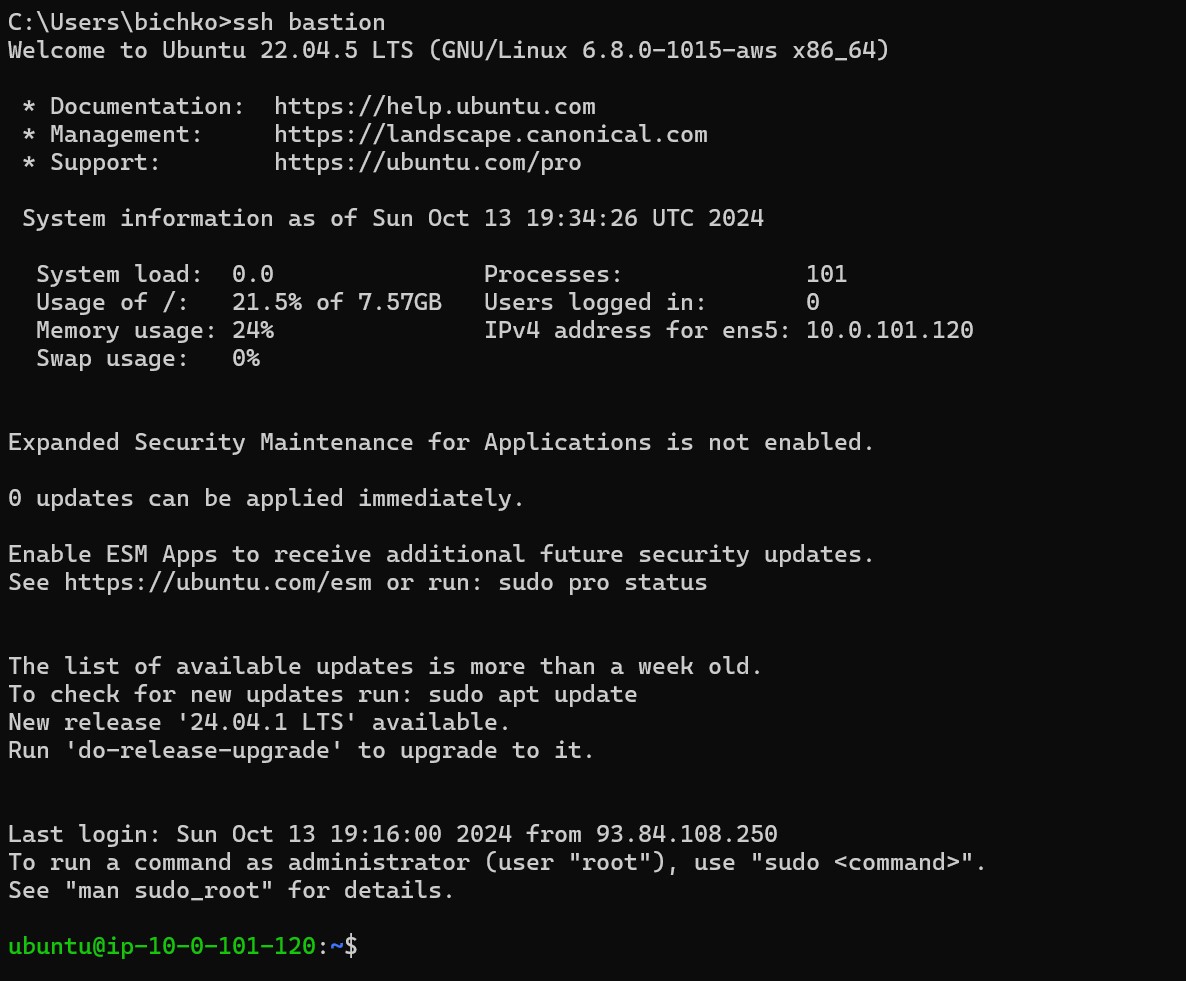 C:\Users\bichko>ssh bastion
Welcome to Ubuntu 22.04.5 LTS (GNU/Linux 6.8.0-1015-aws x86_64)
 * Documentation:  https://help.ubuntu.com
 * Management:     https://landscape.canonical.com
 * Support:        https://ubuntu.com/pro
 System information as of Sun Oct 13 19:34:26 UTC 2024
  System load:  0.0               Processes:             101
  Usage of /:   21.5% of 7.57GB   Users logged in:       0
  Memory usage: 24%               IPv4 address for ens5: 10.0.101.120
  Swap usage:   0%
Expanded Security Maintenance for Applications is not enabled.
0 updates can be applied immediately.
Enable ESM Apps to receive additional future security updates.
See https://ubuntu.com/esm or run: sudo pro status
The list of available updates is more than a week old.
To check for new updates run: sudo apt update
New release '24.04.1 LTS' available.
Run 'do-release-upgrade' to upgrade to it.
Last login: Sun Oct 13 19:16:00 2024 from 93.84.108.250
To run a command as administrator (user "root"), use "sudo <command>".
See "man sudo_root" for details.
ubuntu@ip-10-0-101-120:~$